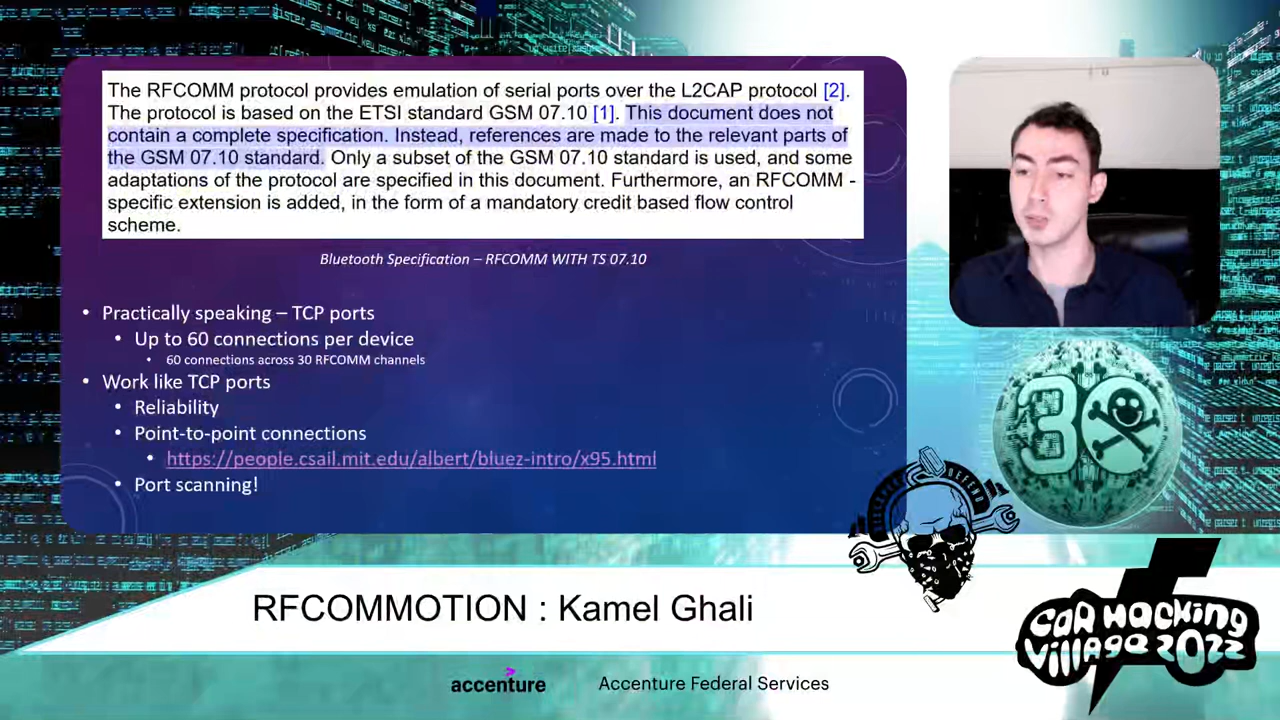 The RFCOMM protocol provides emulation of serial ports over the L2CAP protocol [2].
The protocol is based on the ETSI standard GSM 07.10 [1]. This document does not
contain a complete specification. Instead, references are made to the relevant parts of
the GSM 07.10 standard. Only a subset of the GSM 07.10 standard is used, and some
adaptations of the protocol are specified in this document. Furthermore, an RFCOMM -
specific extension is added, in the form of a mandatory credit based flow control
scheme.
Bluetooth Specification – RFCOMM WITH TS 07.10
• Practically speaking – TCP ports
• Up to 60 connections per device
• 60 connections across 30 RFCOMM channels
• Work like TCP ports
• Reliability
• Point-to-point connections
• https://people.csail.mit.edu/albert/bluez-intro/x95.html
• Port scanning!
30
DEFEND
RFCOMMOTION : Kamel Ghali
CAR HACKING
VILLAGE 2022
accenture
Accenture Federal Services